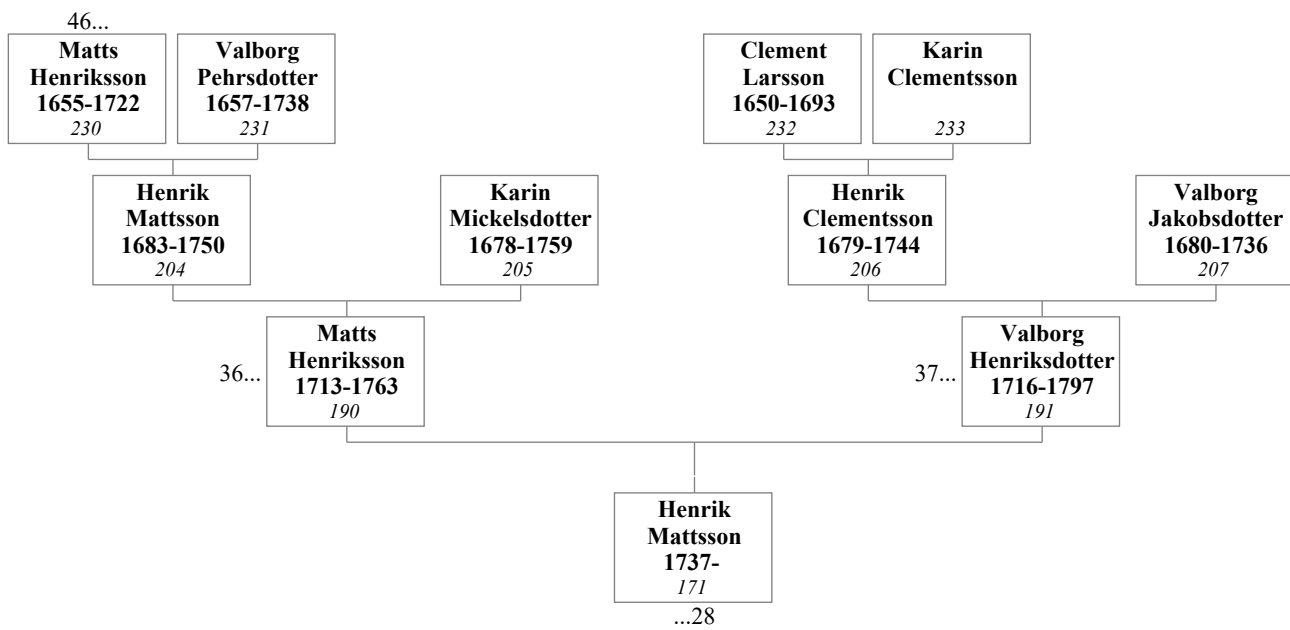 46...
Matts
Henriksson
1655-1722
230
Valborg
Pehrsdotter
1657-1738
231
Clement
Larsson
1650-1693
232
Karin
Clementsson
233
Henrik
Mattsson
1683-1750
204
Karin
Mickelsdotter
1678-1759
205
Henrik
Clementsson
1679-1744
206
Valborg
Jakobsdotter
1680-1736
207
36...
Matts
Henriksson
1713-1763
190
37...
Valborg
Henriksdotter
1716-1797
191
Henrik
Mattsson
1737-
171
...28